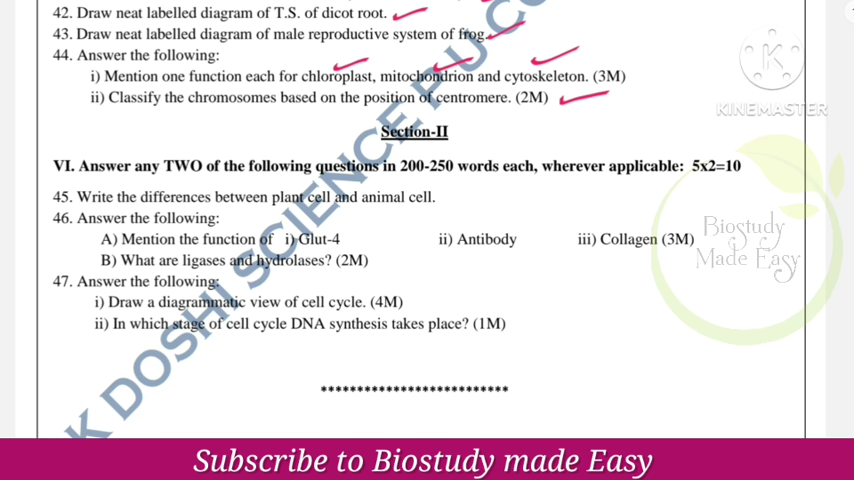 42. Draw neat labelled diagram of T.S. of dicot root.
43. Draw neat labelled diagram of male reproductive system of frog.
44. Answer the following:
i) Mention one function each for chloroplast, mitochondrion and cytoskeleton. (3M)
ii) Classify the chromosomes based on the position of centromere. (2M)
KINEMASTER
Section-II
VI. Answer any TWO of the following questions in 200-250 words each, wherever applicable: 5x2=10
45. Write the differences between plant cell and animal cell.
46. Answer the following:
A) Mention the function of i) Glut-4 ii) Antibody iii) Collagen (3M)
B) What are ligases and hydrolases? (2M)
47. Answer the following:
i) Draw a diagrammatic view of cell cycle. (4M)
ii) In which stage of cell cycle DNA synthesis takes place? (1M)
Biostudy
Made Easy
**************************
K DOSHI SCIENCE PU CO
Subscribe to Biostudy made Easy